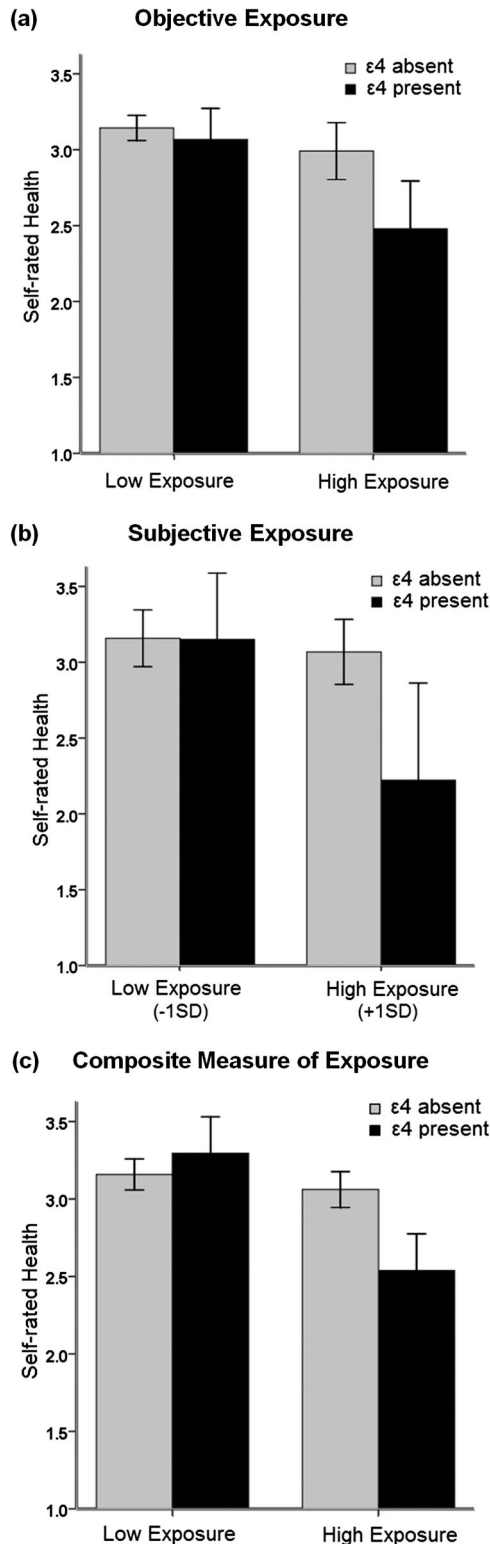 (a) Objective Exposure
ε4 absent
ε4 present
3.5
3.0
2.5
2.0
1.5
1.0
Self-rated Health
Low Exposure High Exposure
(b) Subjective Exposure
ε4 absent
ε4 present
3.5
3.0
2.5
2.0
1.5
1.0
Self-rated Health
Low Exposure High Exposure
(-1SD) (+1SD)
(c) Composite Measure of Exposure
ε4 absent
ε4 present
3.5
3.0
2.5
2.0
1.5
1.0
Self-rated Health
Low Exposure High Exposure